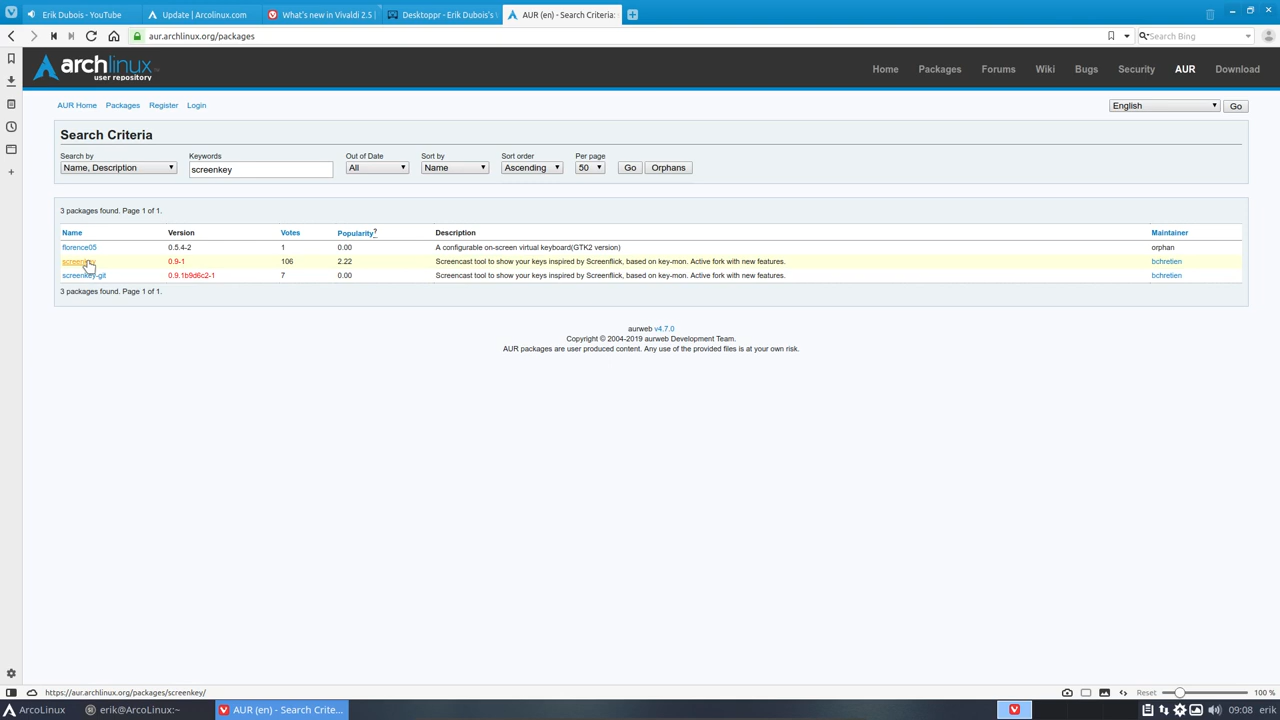 Erik Dubois - YouTube
Update | Arcolinux.com
What's new in Vivaldi 2.5 |
Desktoppr - Erik Dubois's
AUR (en) - Search Criteria:
aur.archlinux.org/packages
Search Bing
archlinux
user repository
Home
Packages
Forums
Wiki
Bugs
Security
AUR
Download
AUR Home
Packages
Register
Login
English
Go
Search Criteria
Search by
Keywords
Out of Date
Sort by
Sort order
Per page
Name, Description
screenkey
All
Name
Ascending
50
Go
Orphans
3 packages found. Page 1 of 1.
Name Version Votes Popularity? Description Maintainer
florence05 0.5.4-2 1 0.00 A configurable on-screen virtual keyboard(GTK2 version) orphan
screenkey 0.9-1 106 2.22 Screencast tool to show your keys inspired by Screenflick, based on key-mon. Active fork with new features. bchretien
screenkey-git 0.9.1b9d6c2-1 7 0.00 Screencast tool to show your keys inspired by Screenflick, based on key-mon. Active fork with new features. bchretien
3 packages found. Page 1 of 1.
aurweb v4.7.0
Copyright © 2004-2019 aurweb Development Team.
AUR packages are user produced content. Any use of the provided files is at your own risk.
https://aur.archlinux.org/packages/screenkey/
Reset
100 %
ArcoLinux
erik@ArcoLinux:~
AUR (en) - Search Crite...
09:08
erik